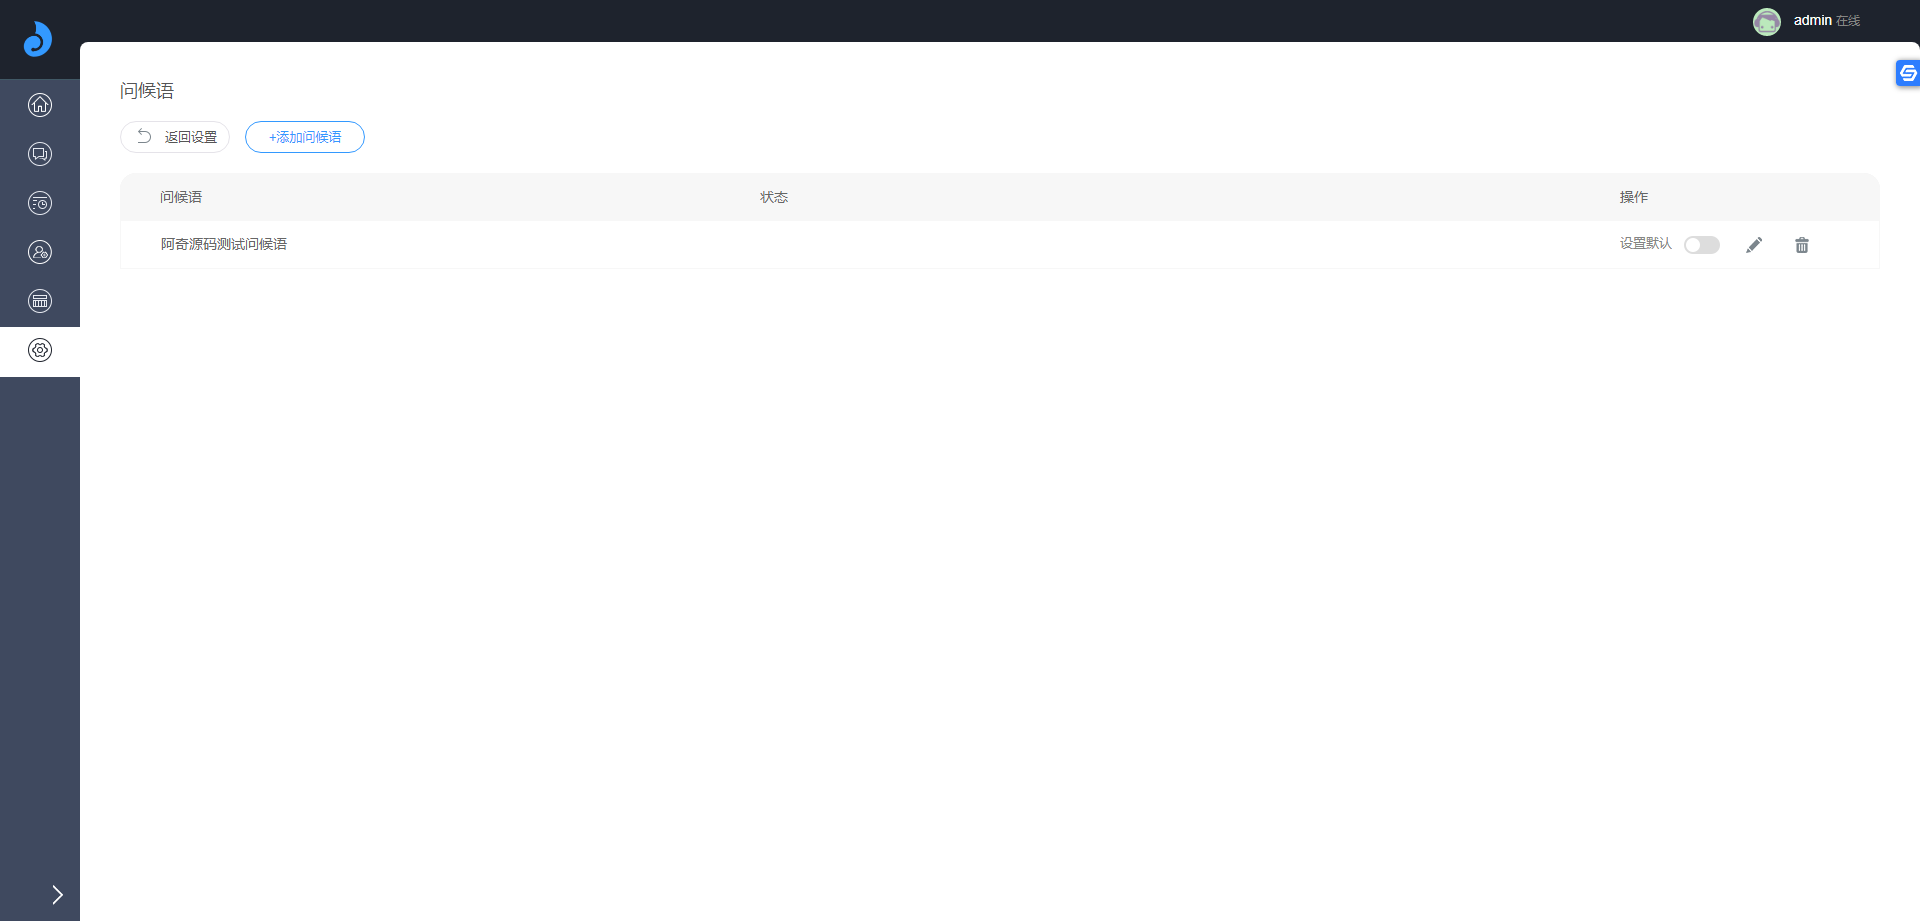 admin 在线
问候语
返回设置 +添加问候语
问候语 状态 操作
阿奇源码测试问候语 设置默认